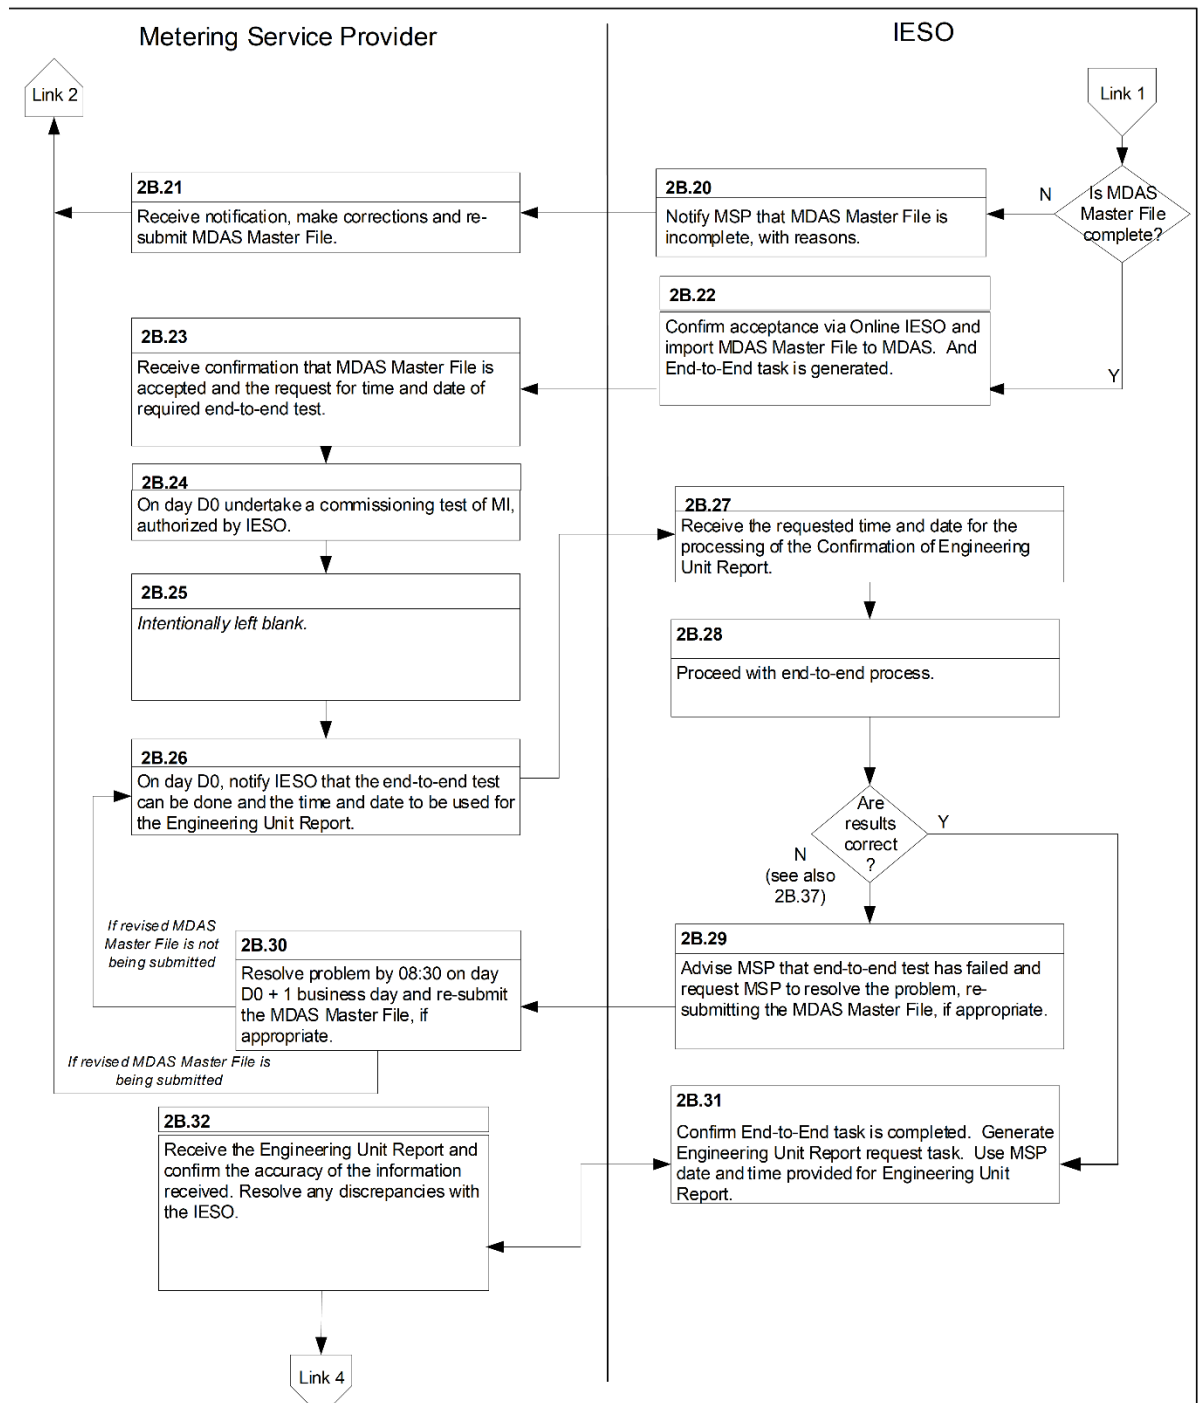 Metering Service Provider
IESO
Link 2
Link 1
2B.21
Receive notification, make corrections and re-
submit MDAS Master File.
2B.20
Notify MSP that MDAS Master File is
incomplete, with reasons.
N
Is MDAS
Master File
complete?
2B.22
Confirm acceptance via Online IESO and
import MDAS Master File to MDAS.  And
End-to-End task is generated.
Y
2B.23
Receive confirmation that MDAS Master File is
accepted and the request for time and date of
required end-to-end test.
2B.24
On day D0 undertake a commissioning test of MI,
authorized by IESO.
2B.27
Receive the requested time and date for the
processing of the Confirmation of Engineering
Unit Report.
2B.25
Intentionally left blank.
2B.28
Proceed with end-to-end process.
2B.26
On day D0, notify IESO that the end-to-end test
can be done and the time and date to be used for
the Engineering Unit Report.
Are
results
correct
?
Y
N
(see also
2B.37)
If revised MDAS
Master File is not
being submitted
2B.30
Resolve problem by 08:30 on day
D0 + 1 business day and re-submit
the MDAS Master File, if
appropriate.
2B.29
Advise MSP that end-to-end test has failed and
request MSP to resolve the problem, re-
submitting the MDAS Master File, if appropriate.
If revised MDAS Master File is
being submitted
2B.32
Receive the Engineering Unit Report and
confirm the accuracy of the information
received. Resolve any discrepancies with
the IESO.
2B.31
Confirm End-to-End task is completed.  Generate
Engineering Unit Report request task.  Use MSP
date and time provided for Engineering Unit
Report.
Link 4